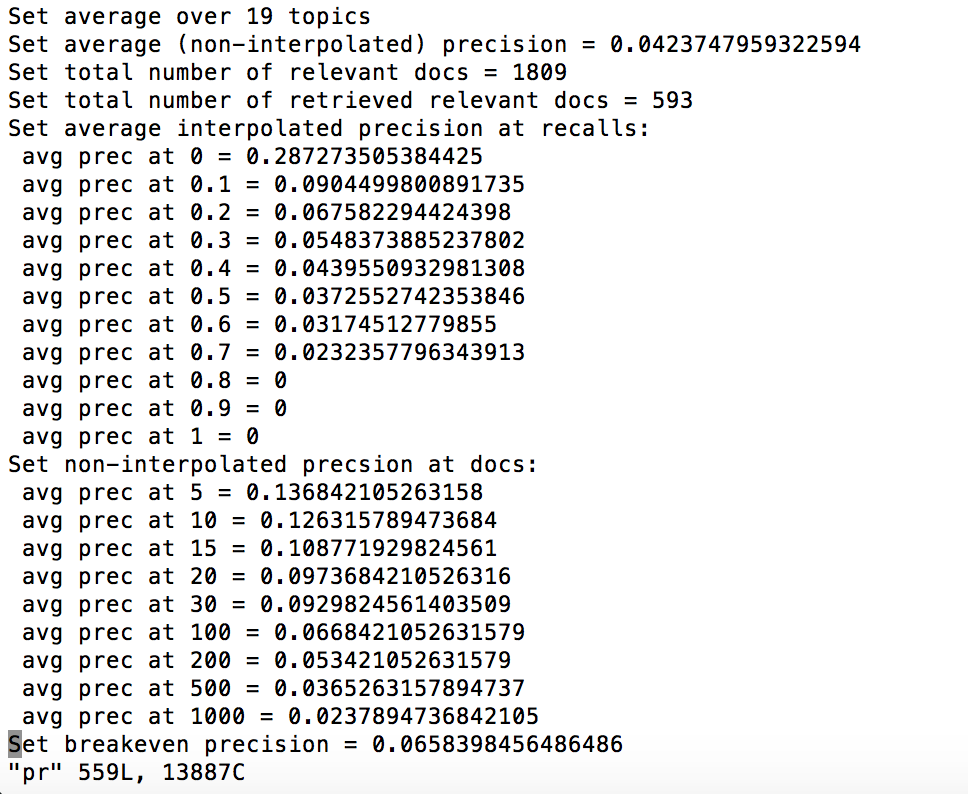 Set average over 19 topics
Set average (non-interpolated) precision = 0.0423747959322594
Set total number of relevant docs = 1809
Set total number of retrieved relevant docs = 593
Set average interpolated precision at recalls:
avg prec at 0 = 0.287273505384425
avg prec at 0.1 = 0.0904499800891735
avg prec at 0.2 = 0.067582294424398
avg prec at 0.3 = 0.0548373885237802
avg prec at 0.4 = 0.0439550932981308
avg prec at 0.5 = 0.0372552742353846
avg prec at 0.6 = 0.03174512779855
avg prec at 0.7 = 0.0232357796343913
avg prec at 0.8 = 0
avg prec at 0.9 = 0
avg prec at 1 = 0
Set non-interpolated precsion at docs:
avg prec at 5 = 0.136842105263158
avg prec at 10 = 0.126315789473684
avg prec at 15 = 0.108771929824561
avg prec at 20 = 0.0973684210526316
avg prec at 30 = 0.0929824561403509
avg prec at 100 = 0.0668421052631579
avg prec at 200 = 0.053421052631579
avg prec at 500 = 0.0365263157894737
avg prec at 1000 = 0.0237894736842105
Set breakeven precision = 0.0658398456486486
"pr" 559L, 13887C